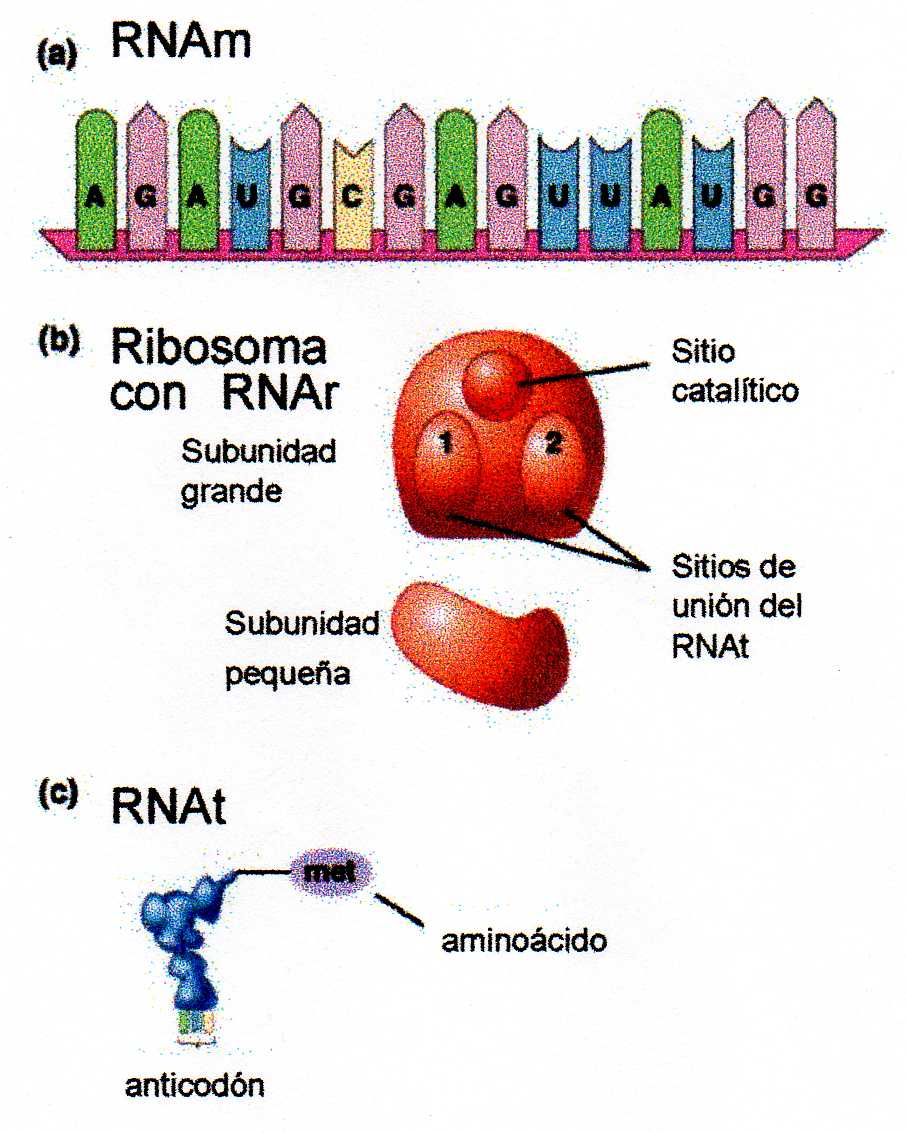 (a) RNAm
A G A U G C G A G U U A U G G
(b) Ribosoma
con RNAr
Sitio
catalítico
Subunidad
grande
1 2
Sitios de
unión del
RNAt
Subunidad
pequeña
(c) RNAt
met
aminoácido
anticodón